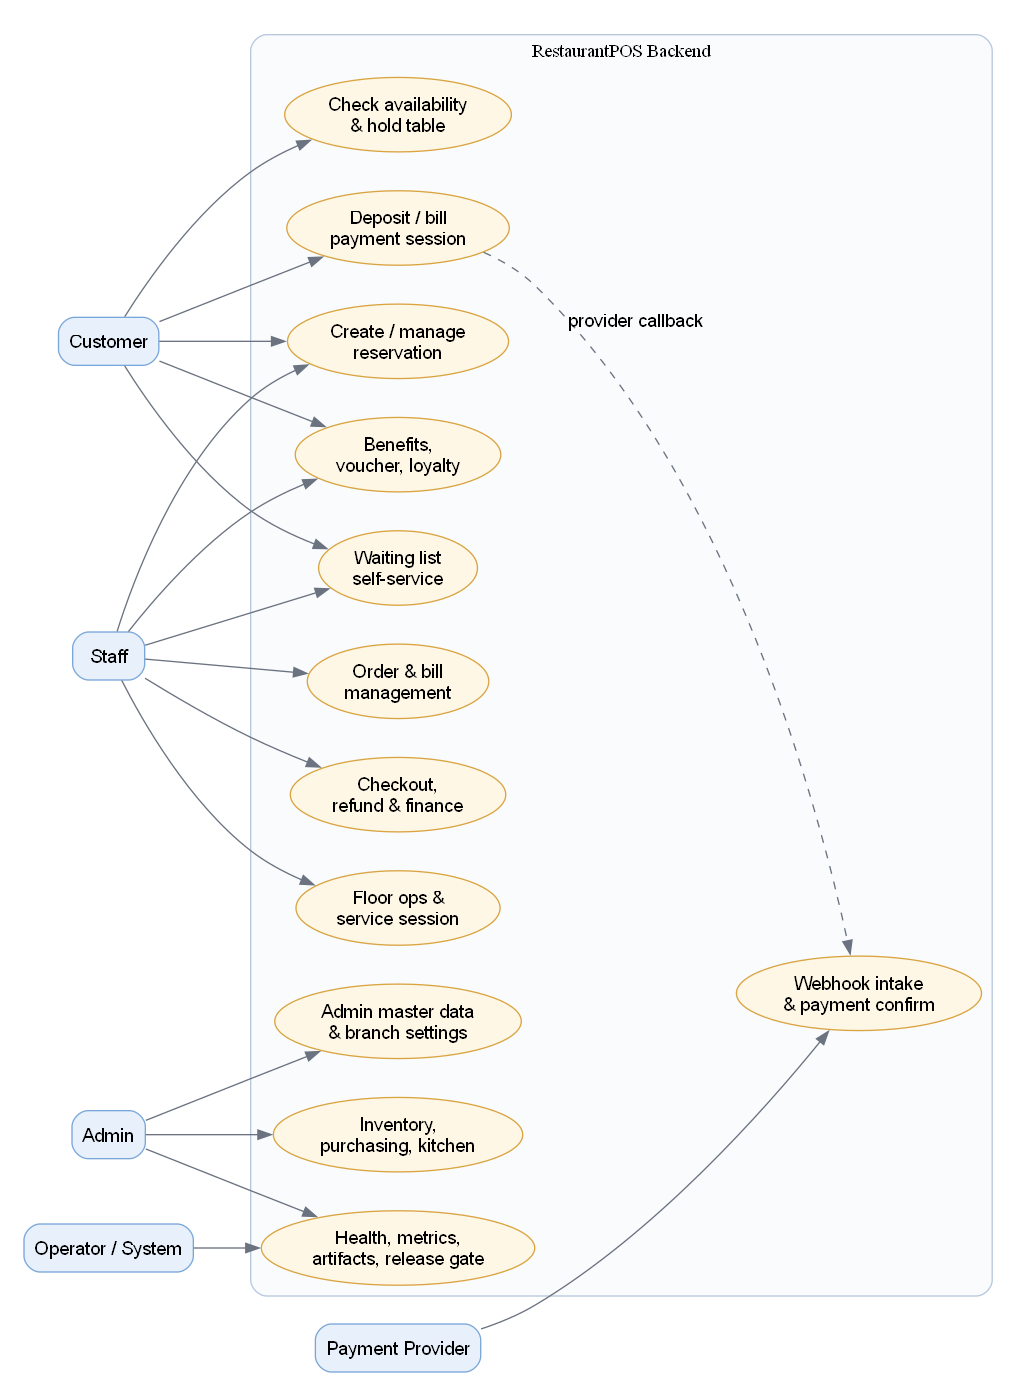 RestaurantPOS Backend
Check availability
& hold table
Deposit / bill
payment session
provider callback
Customer
Create / manage
reservation
Benefits,
voucher, loyalty
Waiting list
self-service
Staff
Order & bill
management
Checkout,
refund & finance
Floor ops &
service session
Webhook intake
& payment confirm
Admin master data
& branch settings
Admin
Inventory,
purchasing, kitchen
Operator / System
Health, metrics,
artifacts, release gate
Payment Provider